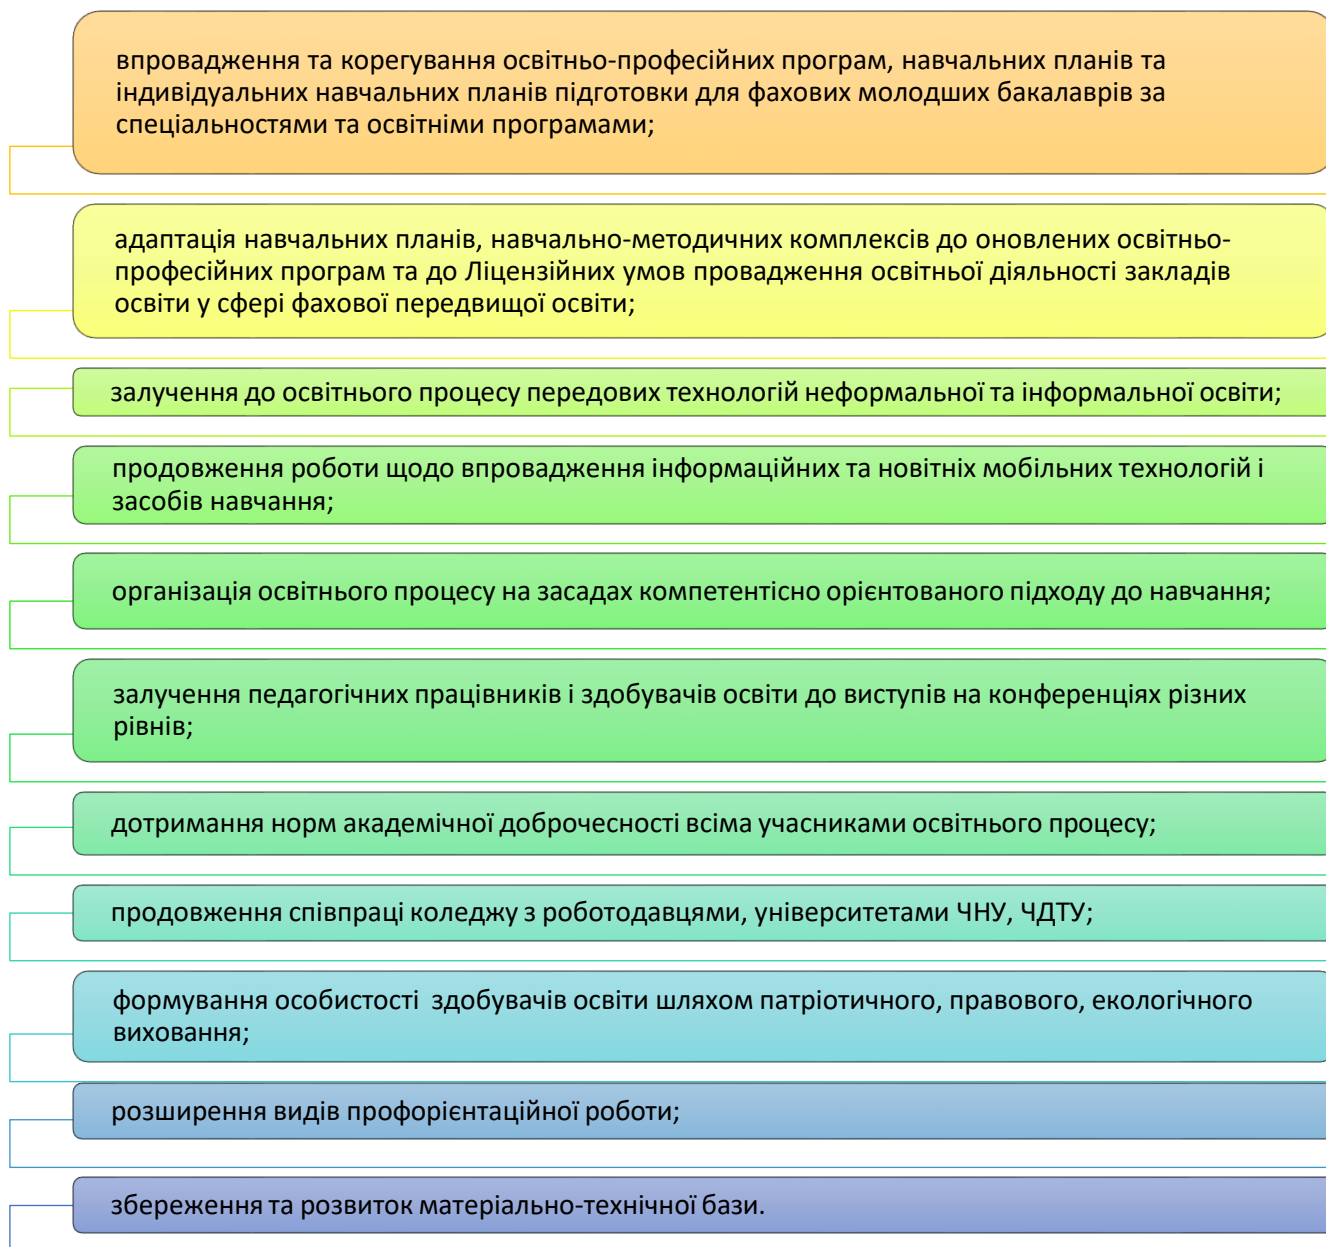 впровадження та корегування освітньо-професійних програм, навчальних планів та
індивідуальних навчальних планів підготовки для фахових молодших бакалаврів за
спеціальностями та освітніми програмами;
адаптація навчальних планів, навчально-методичних комплексів до оновлених освітньо-
професійних програм та до Ліцензійних умов провадження освітньої діяльності закладів
освіти у сфері фахової передвищої освіти;
залучення до освітнього процесу передових технологій неформальної та інформальної освіти;
продовження роботи щодо впровадження інформаційних та новітніх мобільних технологій і
засобів навчання;
організація освітнього процесу на засадах компетентісно орієнтованого підходу до навчання;
залучення педагогічних працівників і здобувачів освіти до виступів на конференціях різних
рівнів;
дотримання норм академічної доброчесності всіма учасниками освітнього процесу;
продовження співпраці коледжу з роботодавцями, університетами ЧНУ, ЧДТУ;
формування особистості  здобувачів освіти шляхом патріотичного, правового, екологічного
виховання;
розширення видів профорієнтаційної роботи;
збереження та розвиток матеріально-технічної бази.